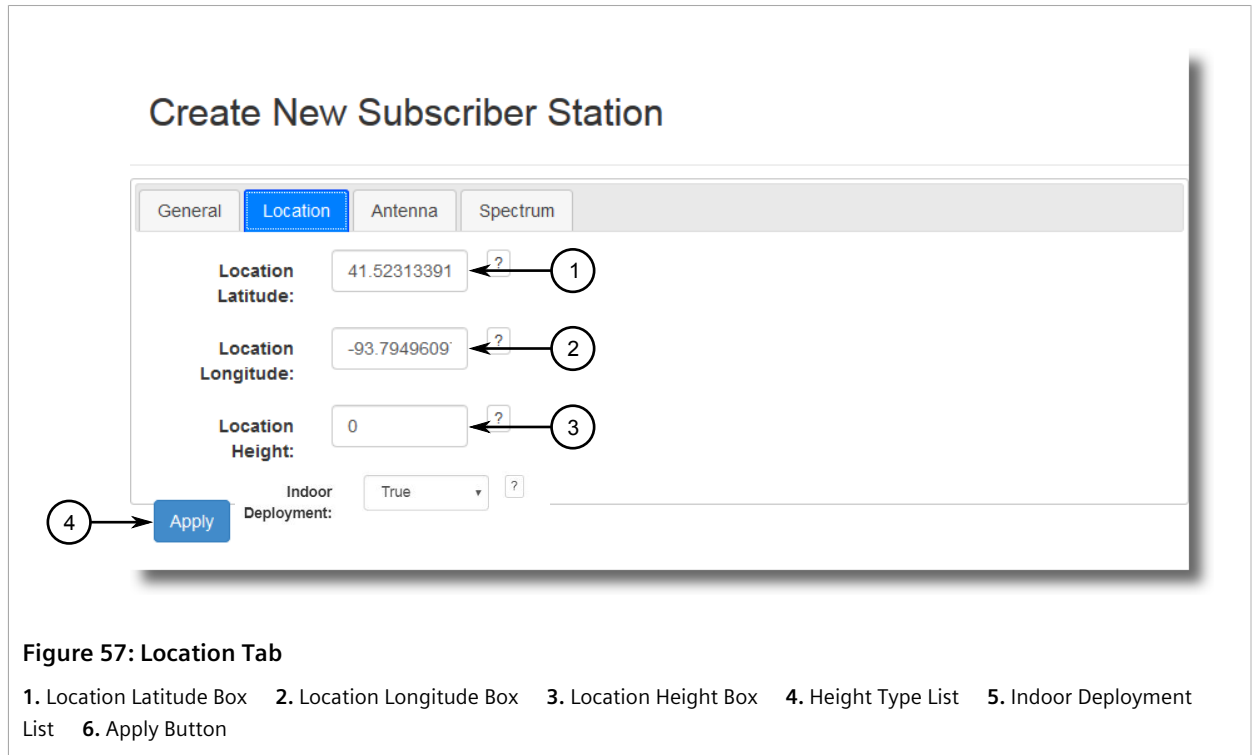 Create New Subscriber Station
General Location Antenna Spectrum
Location Latitude: 41.52313391 ? 1
Location Longitude: -93.7949609 ? 2
Location Height: 0 ? 3
Indoor Deployment: True ?
4 Apply
Figure 57: Location Tab
1. Location Latitude Box 2. Location Longitude Box 3. Location Height Box 4. Height Type List 5. Indoor Deployment
List 6. Apply Button